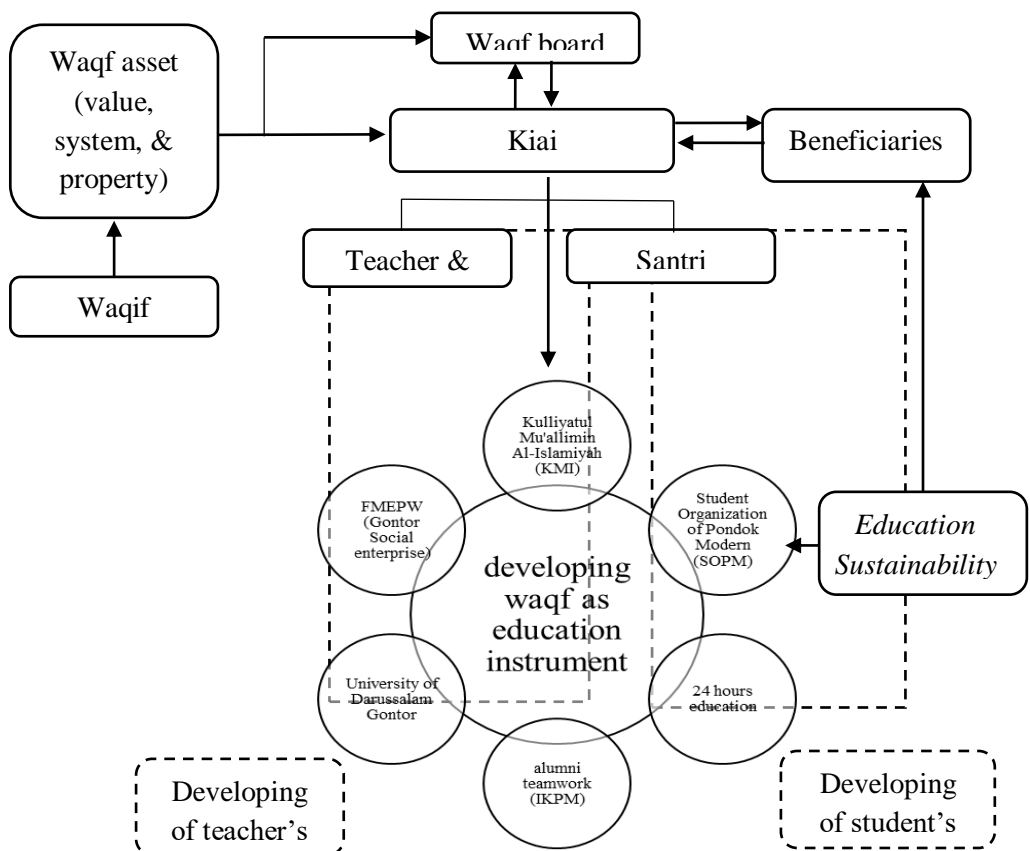 Waqf board
Waqf asset
(value,
system, &
property)
Kiai
Beneficiaries
Teacher &
Santri
Waqif
Kulliyatul
Mu'allimin
Al-Islamiyah
(KMI)
FMEPW
(Gontor
Social
enterprise)
Student
Organization
of Pondok
Modern
(SOPM)
Education
Sustainability
developing
waqf as
education
instrument
University of
Darussalam
Gontor
24 hours
education
alumni
teamwork
(IKPM)
Developing
of teacher’s
Developing
of student’s